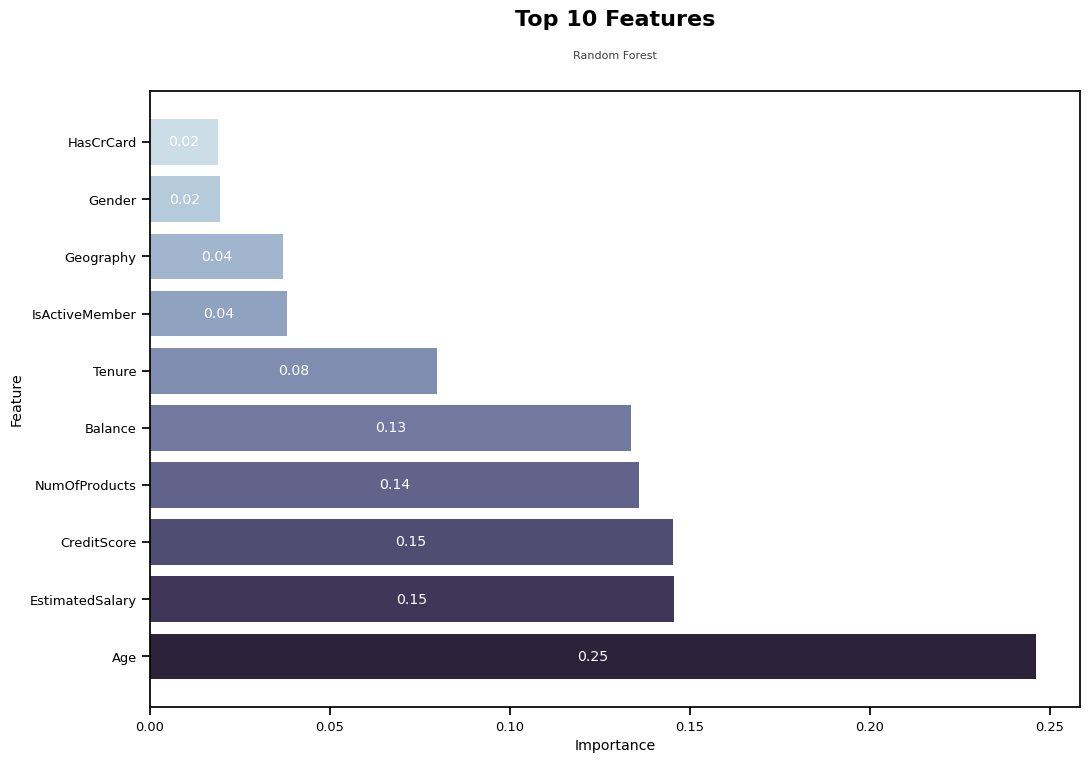 Top 10 Features
Random Forest
HasCrCard 0.02
Gender 0.02
Geography 0.04
IsActiveMember 0.04
Tenure 0.08
Balance 0.13
NumOfProducts 0.14
CreditScore 0.15
EstimatedSalary 0.15
Age 0.25
Feature
0.00 0.05 0.10 0.15 0.20 0.25
Importance